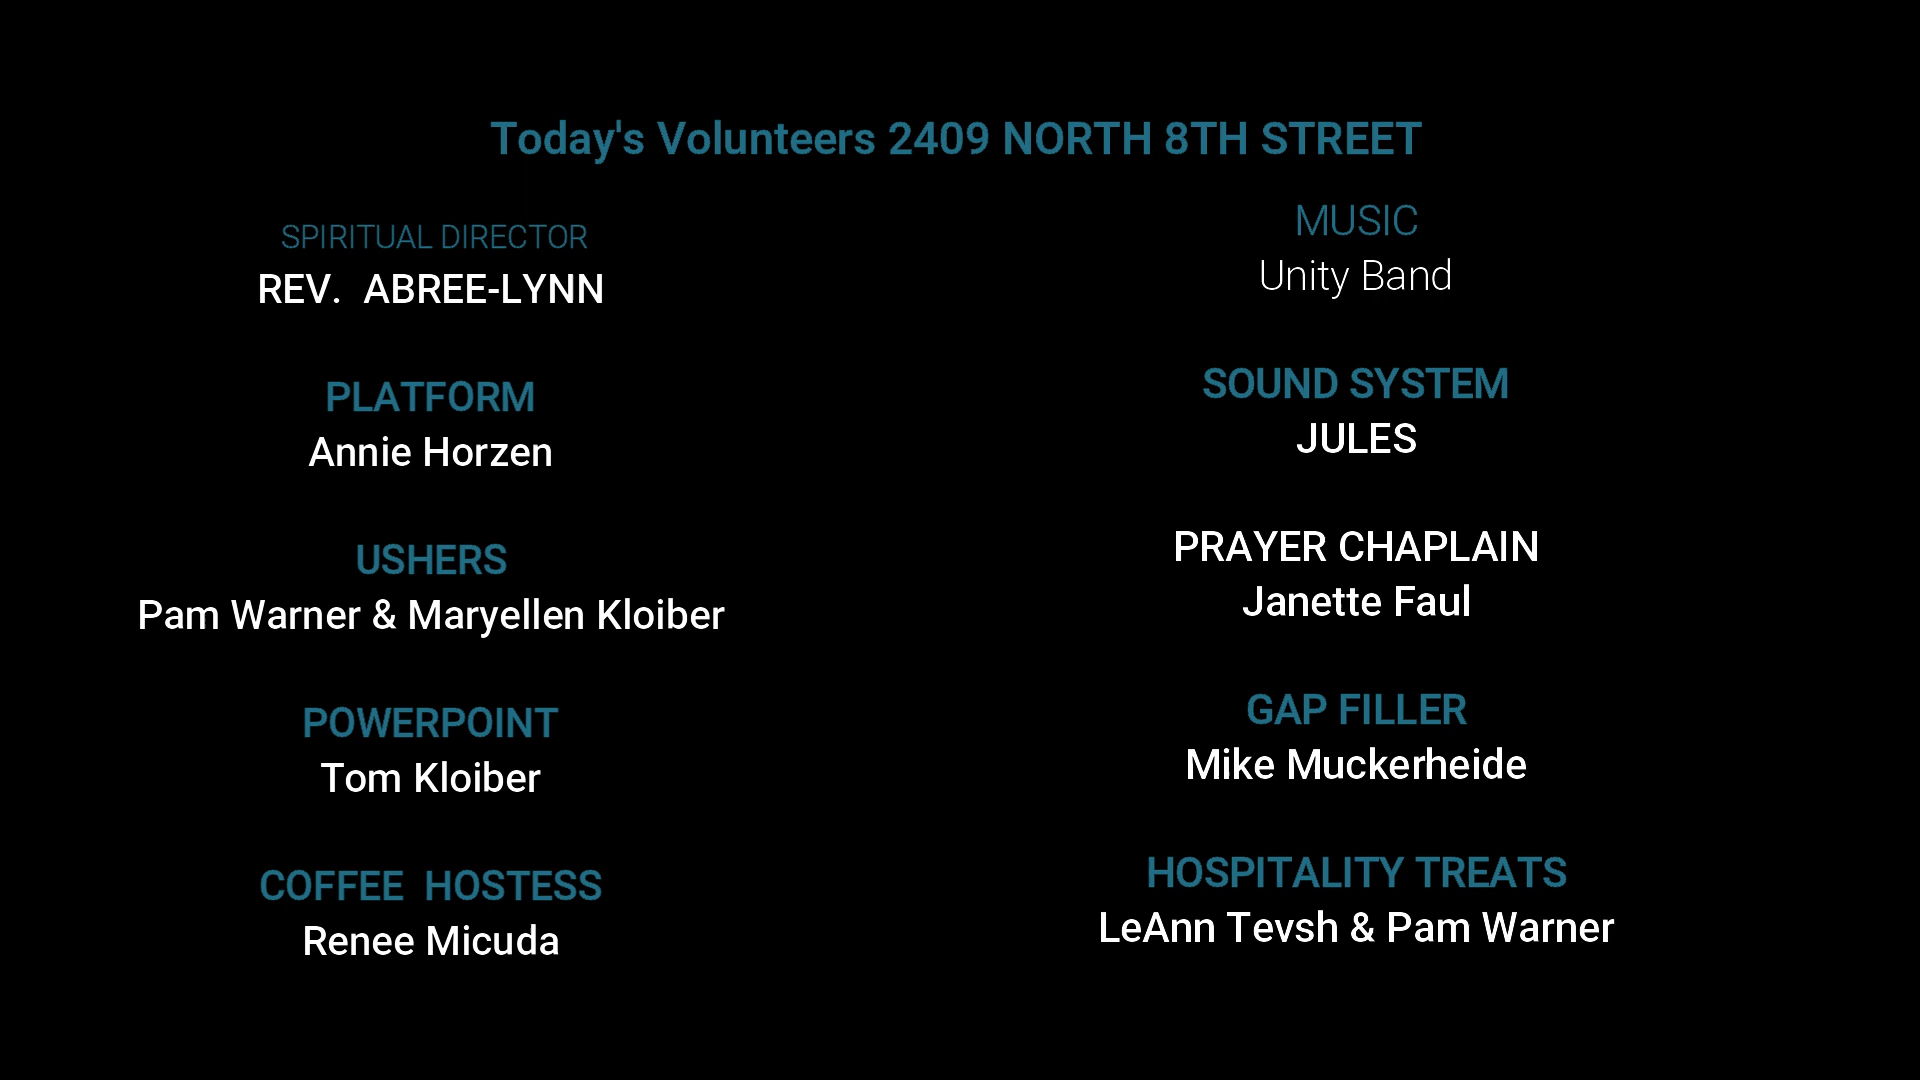 Today's Volunteers 2409 NORTH 8TH STREET
SPIRITUAL DIRECTOR
REV.  ABREE-LYNN
PLATFORM
Annie Horzen
USHERS
Pam Warner & Maryellen Kloiber
POWERPOINT
Tom Kloiber
COFFEE  HOSTESS
Renee Micuda
MUSIC
Unity Band
SOUND SYSTEM
JULES
PRAYER CHAPLAIN
Janette Faul
GAP FILLER
Mike Muckerheide
HOSPITALITY TREATS
LeAnn Tevsh & Pam Warner